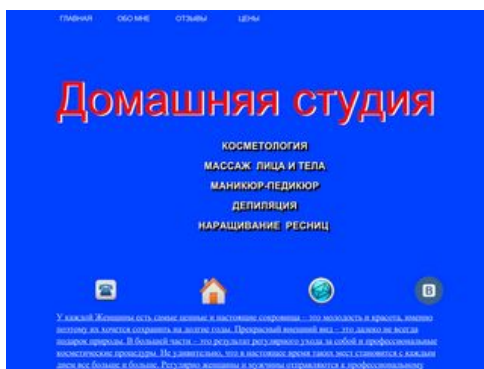 ГЛАВНАЯ ОБО МНЕ ОТЗЫВЫ ЦЕНЫ
Домашняя студия
КОСМЕТОЛОГИЯ
МАССАЖ ЛИЦА И ТЕЛА
МАНИКЮР-ПЕДИКЮР
ДЕПИЛЯЦИЯ
НАРАЩИВАНИЕ РЕСНИЦ
В
У каждой Женщины есть самые ценные и настоящие сокровища – это молодость и красота, именно
поэтому их хочется сохранить на долгие годы. Прекрасный внешний вид – это далеко не всегда
подарок природы. В большей части – это результат регулярного ухода за собой и профессиональные
косметические процедуры. Не удивительно, что в настоящее время таких мест становится с каждым
днем все больше и больше. Регулярно женщины и мужчины отправляются к профессиональному